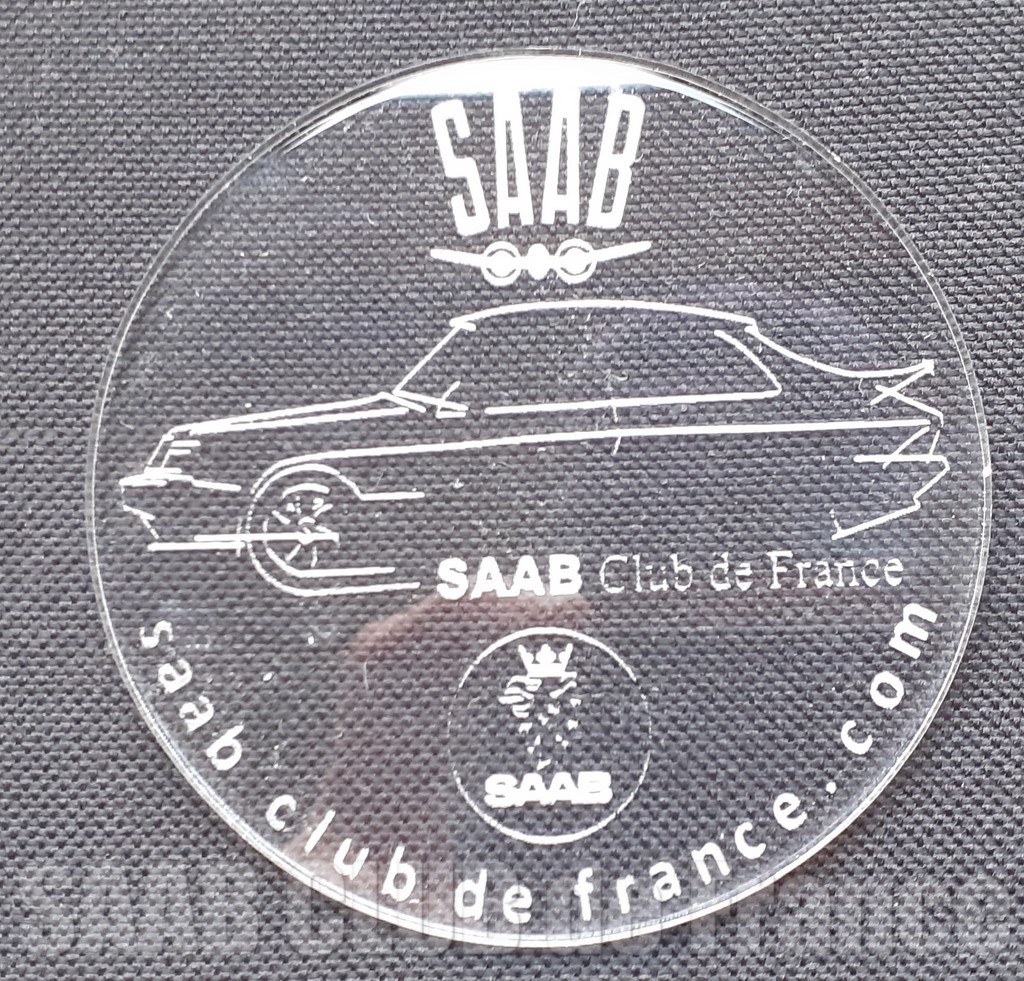 SAAB
SAAB Club de France
SAAB
saab club de france.com